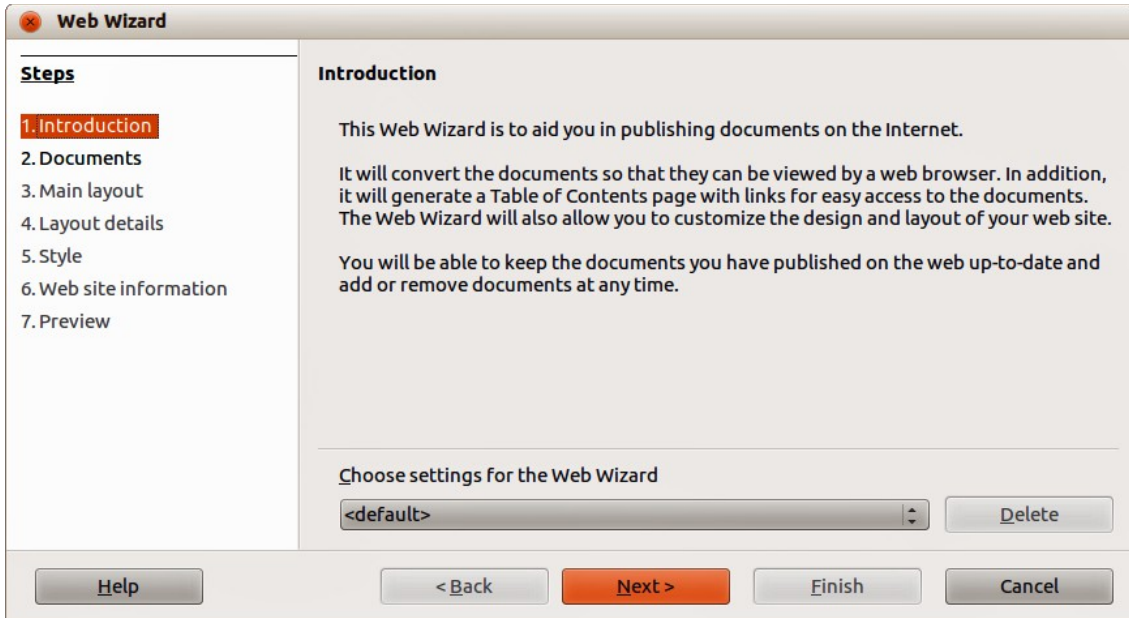 Web Wizard
Steps
1. Introduction
2. Documents
3. Main layout
4. Layout details
5. Style
6. Web site information
7. Preview
Introduction
This Web Wizard is to aid you in publishing documents on the Internet.
It will convert the documents so that they can be viewed by a web browser. In addition,
it will generate a Table of Contents page with links for easy access to the documents.
The Web Wizard will also allow you to customize the design and layout of your web site.
You will be able to keep the documents you have published on the web up-to-date and
add or remove documents at any time.
Choose settings for the Web Wizard
<default>
Delete
Help
< Back
Next >
Finish
Cancel